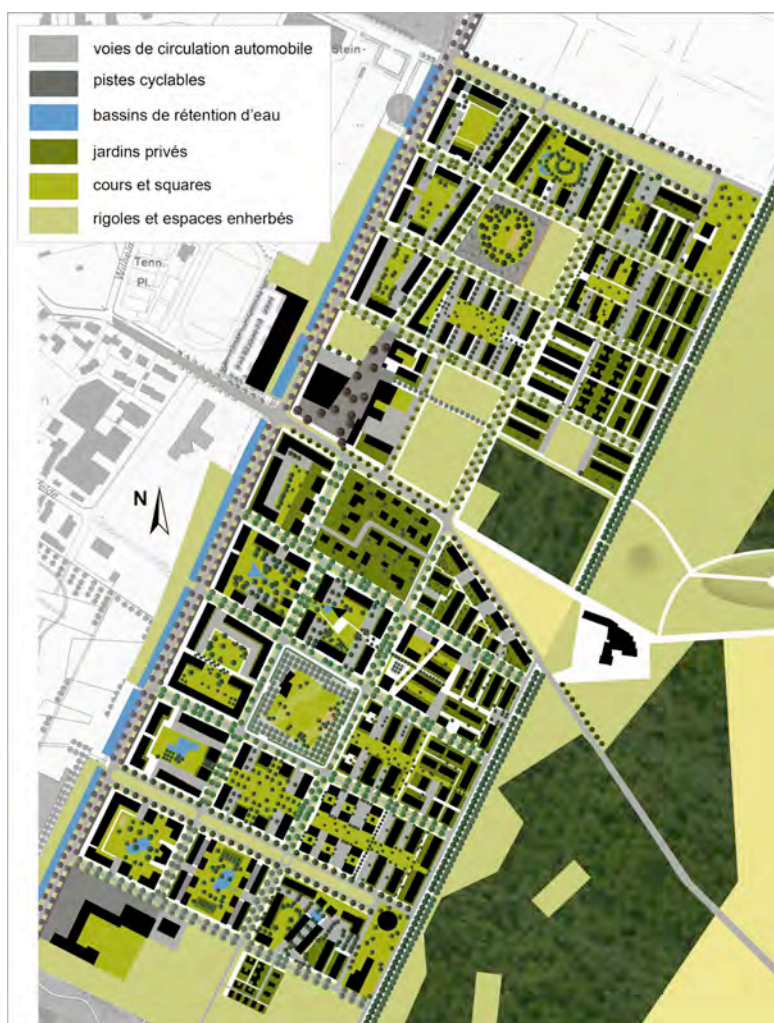 voies de circulation automobile
pistes cyclables
bassins de rétention d'eau
jardins privés
cours et squares
rigoles et espaces enherbés
Stein-
Tenn.
Pl.
N